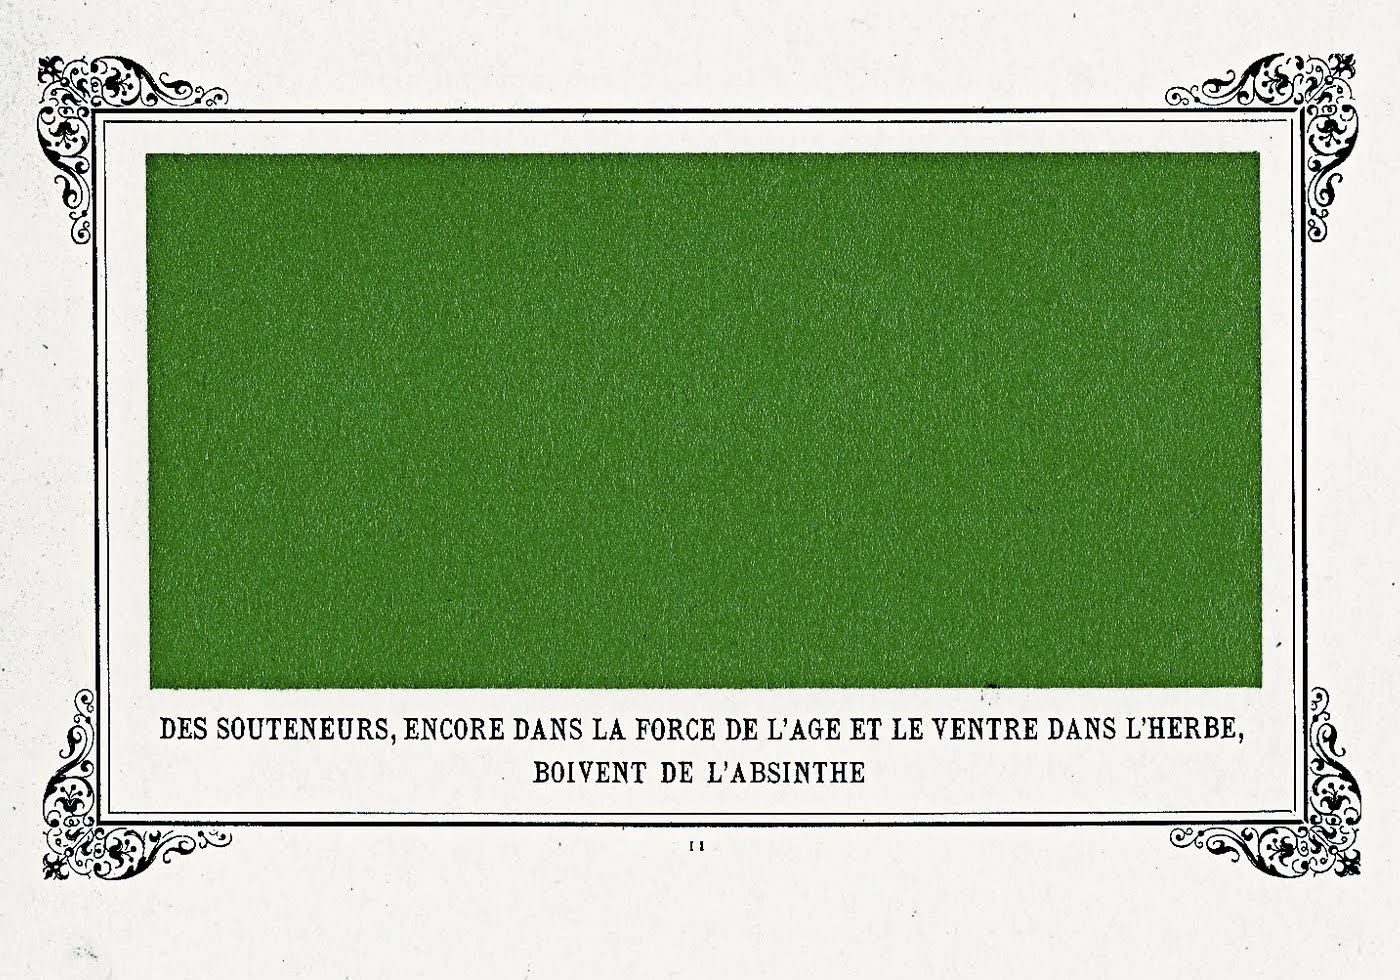 DES SOUTENEURS, ENCORE DANS LA FORCE DE L'AGE ET LE VENTRE DANS L'HERBE,
BOIVENT DE L'ABSINTHE
11